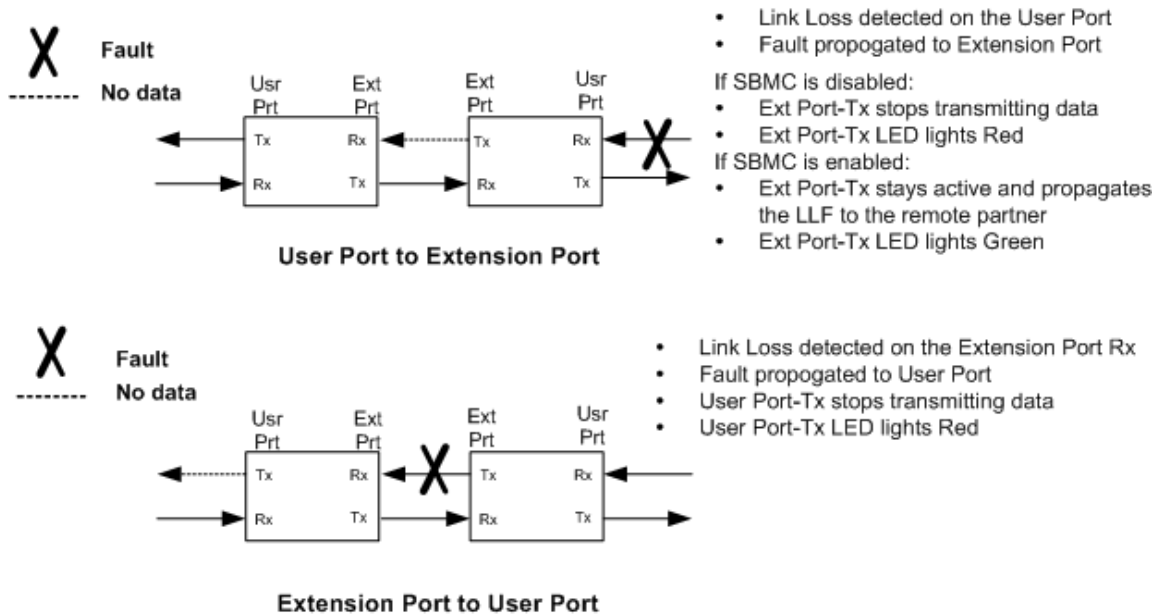 Fault
No data
Usr Prt
Ext Prt
Ext Prt
Usr Prt
Tx
Rx
Tx
Rx
Rx
Tx
Rx
Tx
User Port to Extension Port
• Link Loss detected on the User Port
• Fault propogated to Extension Port
If SBMC is disabled:
• Ext Port-Tx stops transmitting data
• Ext Port-Tx LED lights Red
If SBMC is enabled:
• Ext Port-Tx stays active and propagates
the LLF to the remote partner
• Ext Port-Tx LED lights Green
Fault
No data
Usr Prt
Ext Prt
Ext Prt
Usr Prt
Tx
Rx
Tx
Rx
Rx
Tx
Rx
Tx
Extension Port to User Port
• Link Loss detected on the Extension Port Rx
• Fault propogated to User Port
• User Port-Tx stops transmitting data
• User Port-Tx LED lights Red